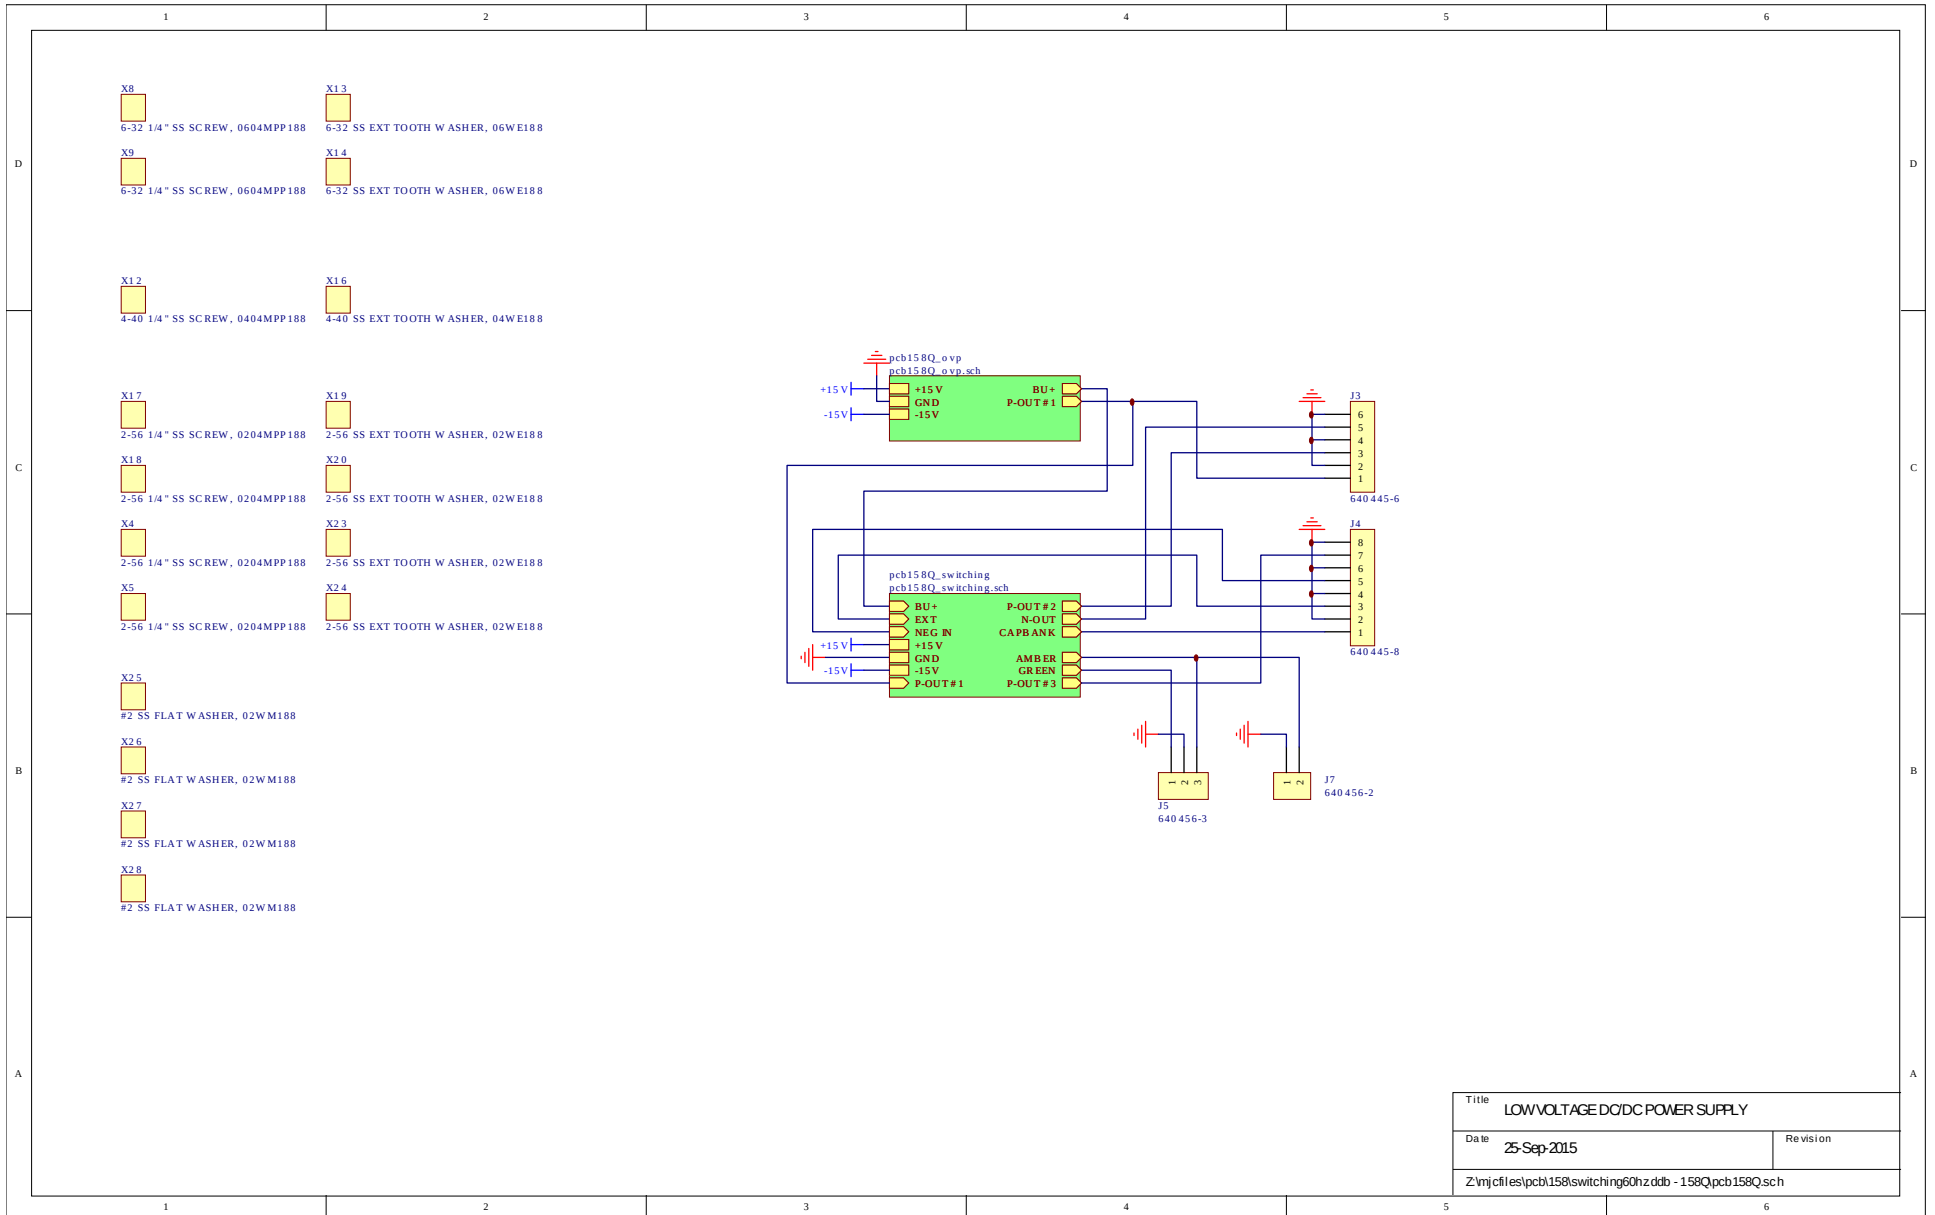 1 2 3 4 5 6
X8
6-32 1/4" SS SCREW, 0604MPP188
X13
6-32 SS EXT TOOTH WASHER, 06WE188
X9
6-32 1/4" SS SCREW, 0604MPP188
X14
6-32 SS EXT TOOTH WASHER, 06WE188
D
D
X12
4-40 1/4" SS SCREW, 0404MPP188
X16
4-40 SS EXT TOOTH WASHER, 04WE188
X17
2-56 1/4" SS SCREW, 0204MPP188
X19
2-56 SS EXT TOOTH WASHER, 02WE188
X18
2-56 1/4" SS SCREW, 0204MPP188
X20
2-56 SS EXT TOOTH WASHER, 02WE188
C
C
X4
2-56 1/4" SS SCREW, 0204MPP188
X23
2-56 SS EXT TOOTH WASHER, 02WE188
X5
2-56 1/4" SS SCREW, 0204MPP188
X24
2-56 SS EXT TOOTH WASHER, 02WE188
X25
#2 SS FLAT WASHER, 02WM188
X26
#2 SS FLAT WASHER, 02WM188
X27
#2 SS FLAT WASHER, 02WM188
X28
#2 SS FLAT WASHER, 02WM188
B
B
pcb158Q_ovp
pcb158Q_ovp.sch
+15V
-15V
+15V
GND
-15V
BU+
P-OUT#1
J3
6
5
4
3
2
1
640445-6
J4
8
7
6
5
4
3
2
1
640445-8
pcb158Q_switching
pcb158Q_switching.sch
BU+
EXT
NEG IN
+15V
GND
-15V
P-OUT#1
+15V
-15V
P-OUT#2
N-OUT
CAPBANK
AMBER
GREEN
P-OUT#3
1 2 3
J5
640456-3
1 2
J7
640456-2
A
A
Title
LOW VOLTAGE DC/DC POWER SUPPLY
Date
25-Sep-2015
Revision
Z:\mjcfiles\pcb\158\switching60hz.ddb - 158Q\pcb158Q.sch
1 2 3 4 5 6